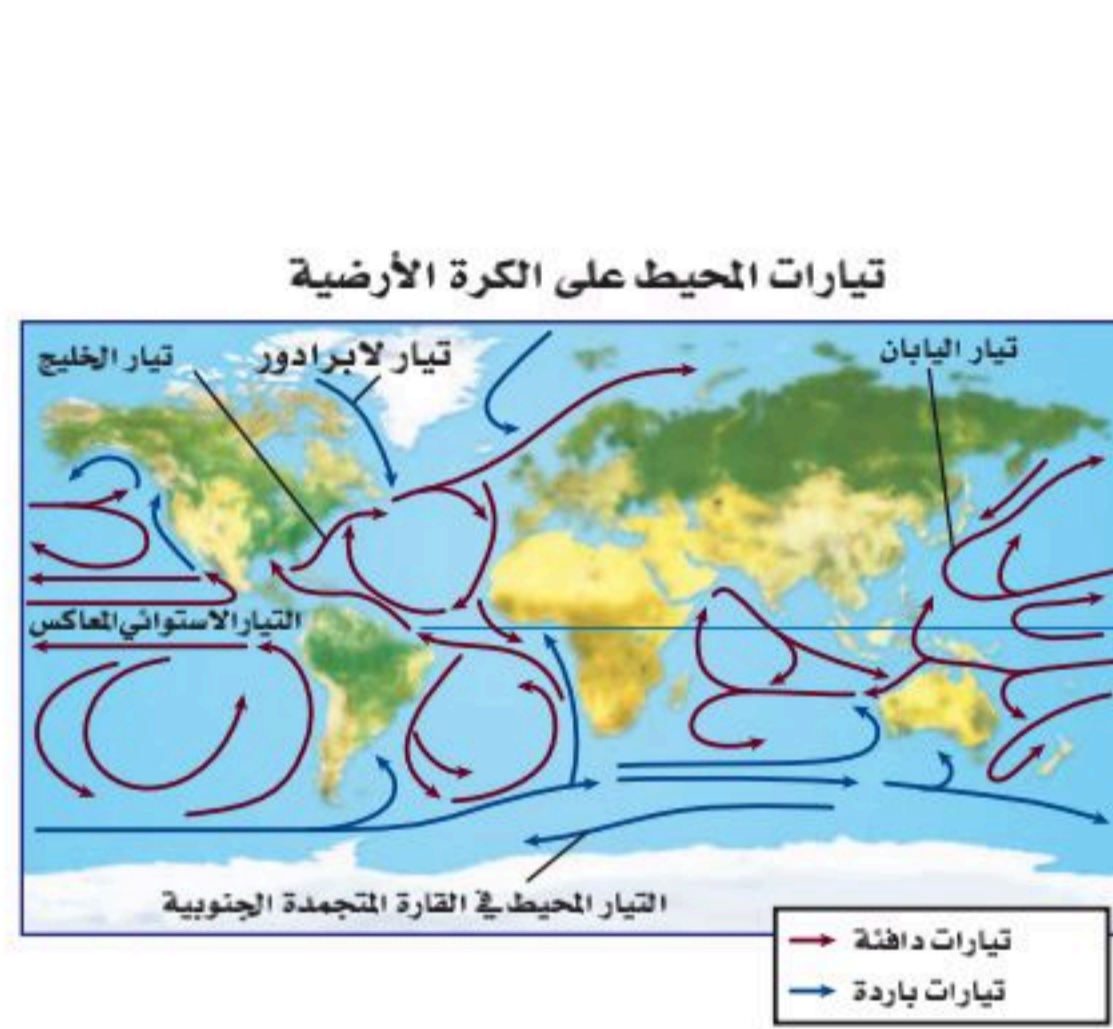 تيارات المحيط على الكرة الأرضية
تيار اليابان
تيار لابرادور
تيار الخليج
التيار الاستوائي المعاكس
التيار المحيط في القارة المتجمدة الجنوبية
تيارات دافئة
تيارات باردة